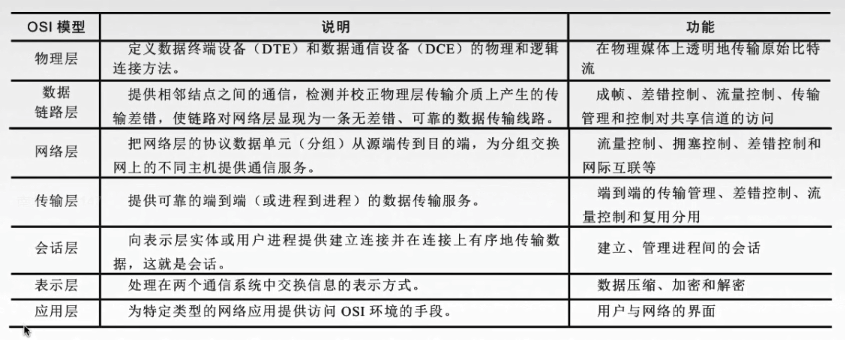 OSI 模型 说明 功能
物理层 定义数据终端设备（DTE）和数据通信设备（DCE）的物理和逻辑 在物理媒体上透明地传输原始比特
连接方法。 流
数据 提供相邻结点之间的通信，检测并校正物理层传输介质上产生的传 成帧、差错控制、流量控制、传输
链路层 输差错，使链路对网络层显现为一条无差错、可靠的数据传输线路。 管理和控制对共享信道的访问
网络层 把网络层的协议数据单元（分组）从源端传到目的端，为分组交换 流量控制、拥塞控制、差错控制和
网上的不同主机提供通信服务。 网际互联等
传输层 提供可靠的端到端（或进程到进程）的数据传输服务。 端到端的传输管理、差错控制、流
量控制和复用分用
会话层 向表示层实体或用户进程提供建立连接并在连接上有序地传输数 建立、管理进程间的会话
据，这就是会话。
表示层 处理在两个通信系统中交换信息的表示方式。 数据压缩、加密和解密
应用层 为特定类型的网络应用提供访问 OSI 环境的手段。 用户与网络的界面